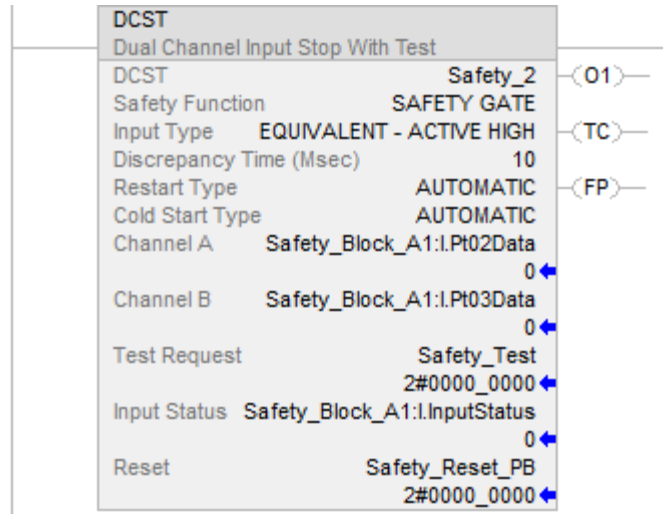 DCST
Dual Channel Input Stop With Test
DCST Safety_2 (O1)
Safety Function SAFETY GATE
Input Type EQUIVALENT - ACTIVE HIGH (TC)
Discrepancy Time (Msec) 10
Restart Type AUTOMATIC (FP)
Cold Start Type AUTOMATIC
Channel A Safety_Block_A1:I.Pt02Data
0
Channel B Safety_Block_A1:I.Pt03Data
0
Test Request Safety_Test
2#0000_0000
Input Status Safety_Block_A1:I.InputStatus
0
Reset Safety_Reset_PB
2#0000_0000